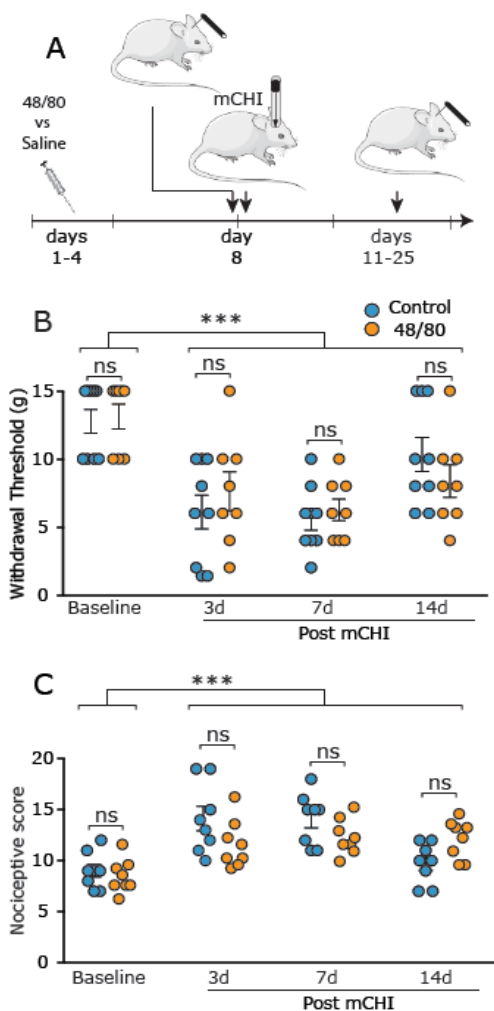 A
48/80
vs
Saline
mCHI
days
1-4
day
8
days
11-25
B
Control
48/80
***
ns
ns
ns
ns
Withdrawal Threshold (g)
15
10
5
0
Baseline
3d
7d
14d
Post mCHI
C
***
ns
ns
ns
ns
Nociceptive score
20
15
10
5
0
Baseline
3d
7d
14d
Post mCHI